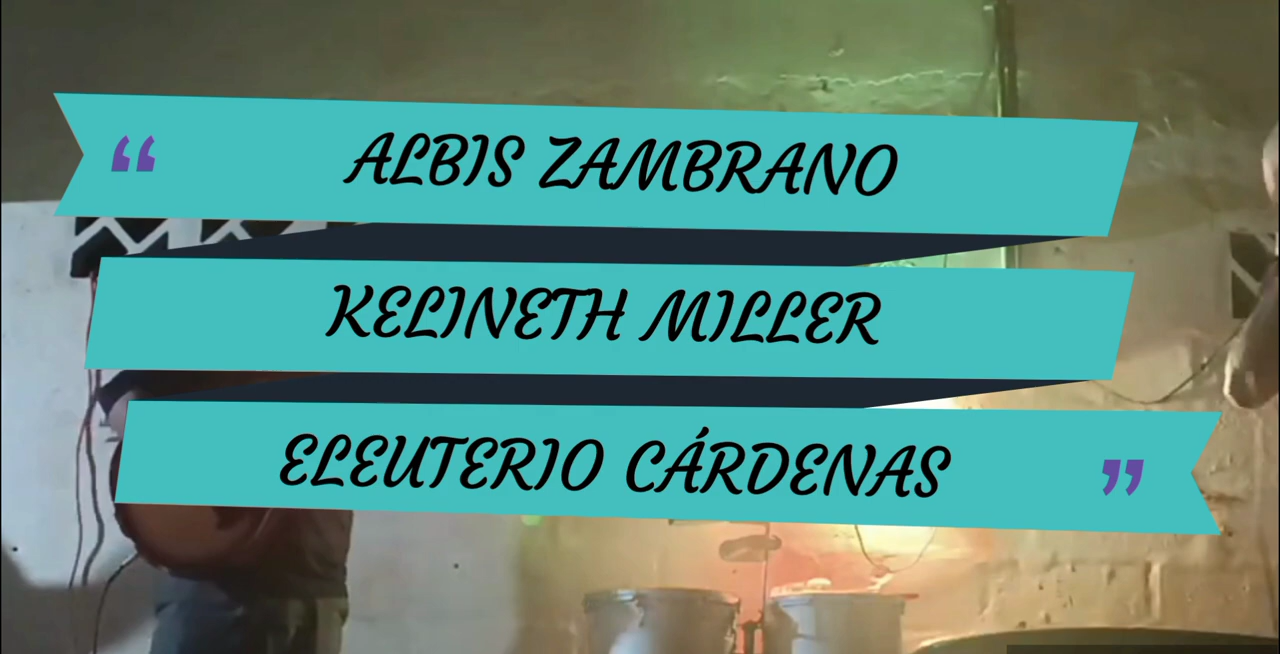 “ ALBIS ZAMBRANO
KELINETH MILLER
ELEUTERIO CÁRDENAS ”